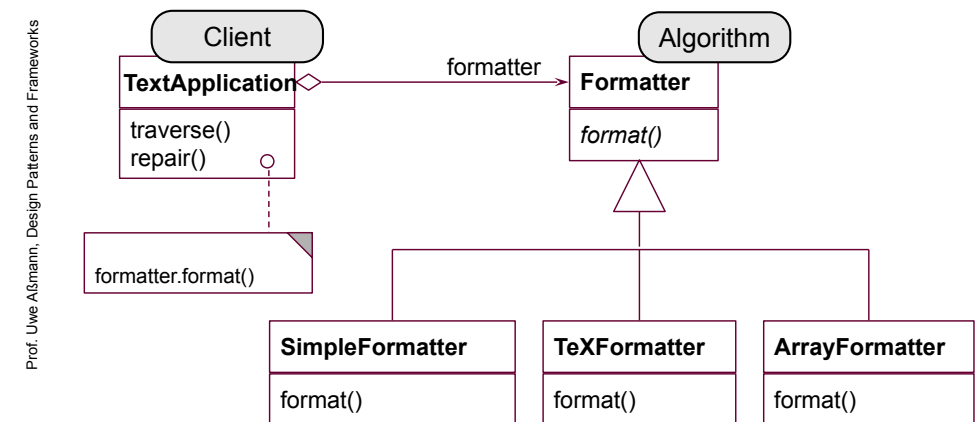 Prof. Uwe Aßmann, Design Patterns and Frameworks
Client
Algorithm
TextApplication
formatter
Formatter
traverse()
repair()
format()
formatter.format()
SimpleFormatter
TeXFormatter
ArrayFormatter
format()
format()
format()